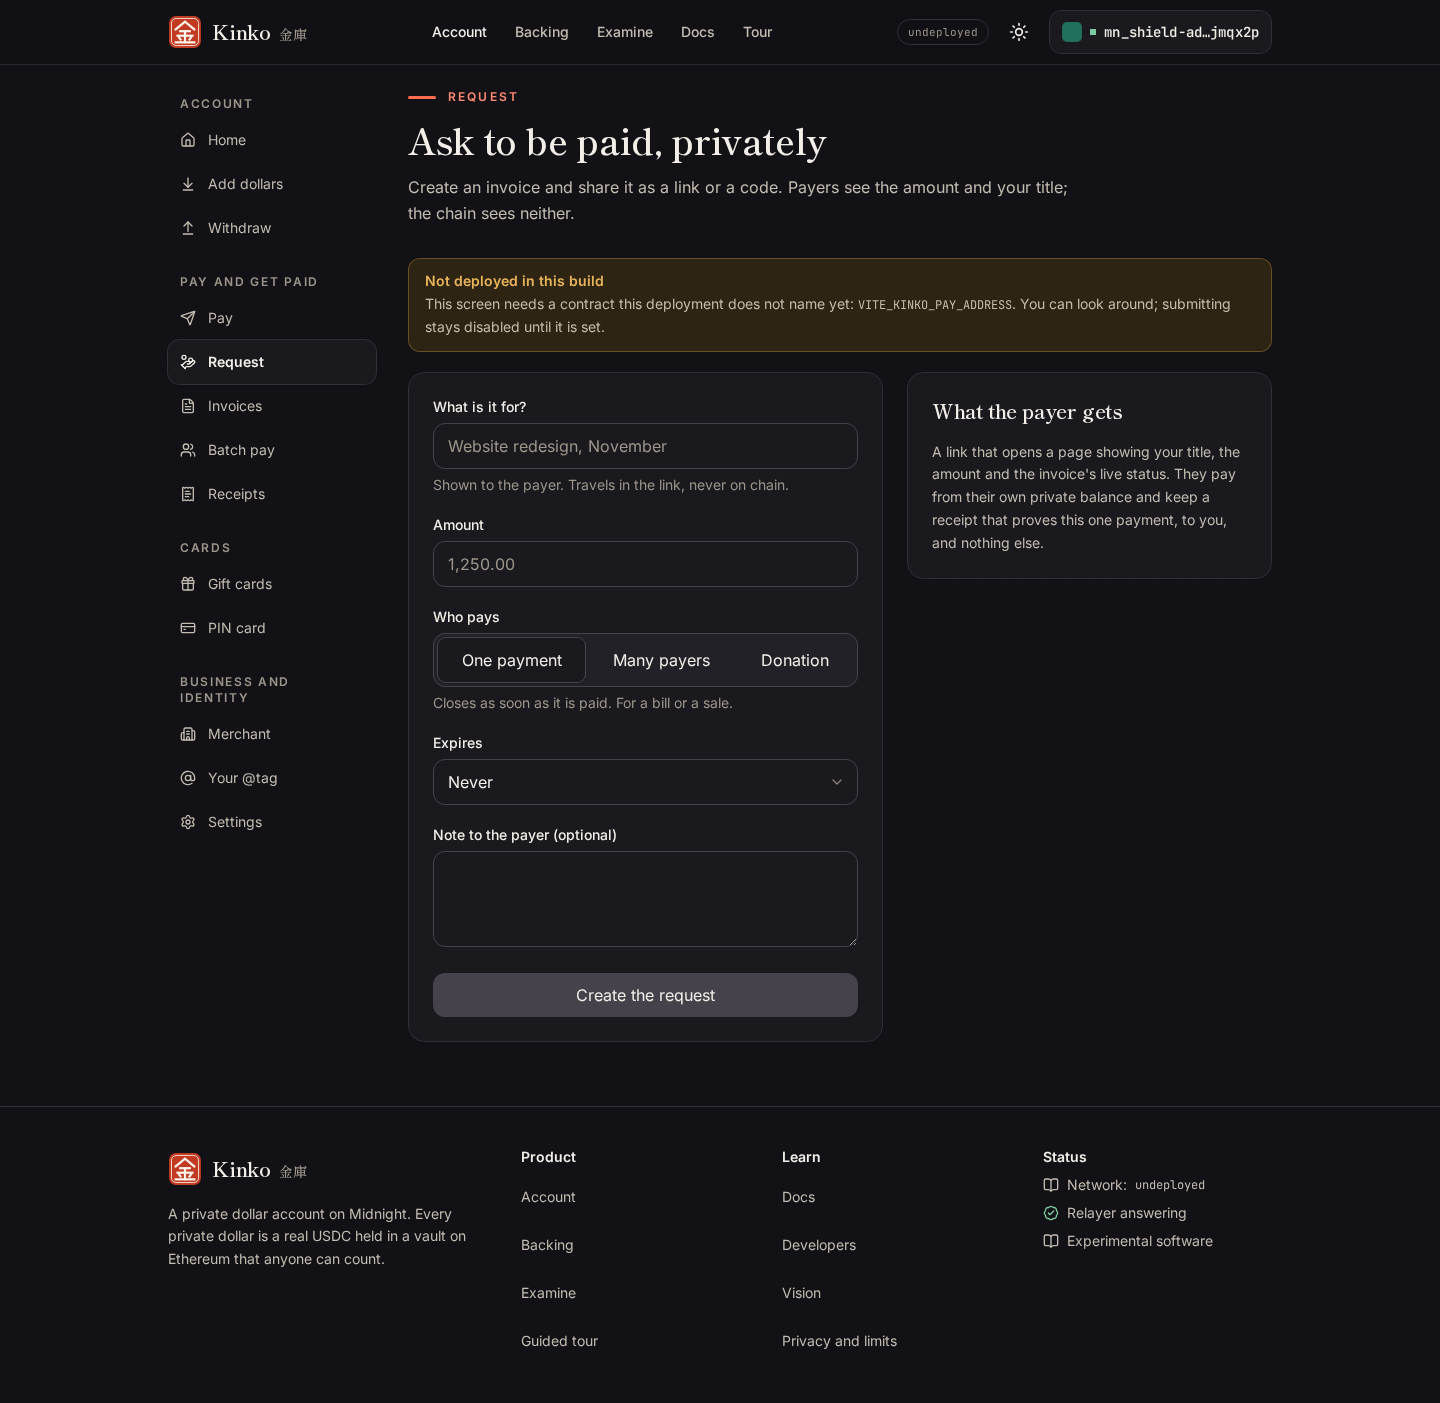 金 Kinko 金庫
Account
Backing
Examine
Docs
Tour
undeployed
mn_shield-ad…jmqx2p
ACCOUNT
Home
Add dollars
Withdraw
PAY AND GET PAID
Pay
Request
Invoices
Batch pay
Receipts
CARDS
Gift cards
PIN card
BUSINESS AND
IDENTITY
Merchant
Your @tag
Settings
REQUEST
Ask to be paid, privately
Create an invoice and share it as a link or a code. Payers see the amount and your title;
the chain sees neither.
Not deployed in this build
This screen needs a contract this deployment does not name yet: VITE_KINKO_PAY_ADDRESS. You can look around; submitting
stays disabled until it is set.
What is it for?
Website redesign, November
Shown to the payer. Travels in the link, never on chain.
Amount
1,250.00
Who pays
One payment
Many payers
Donation
Closes as soon as it is paid. For a bill or a sale.
Expires
Never
Note to the payer (optional)
Create the request
What the payer gets
A link that opens a page showing your title, the
amount and the invoice's live status. They pay
from their own private balance and keep a
receipt that proves this one payment, to you,
and nothing else.
金 Kinko 金庫
A private dollar account on Midnight. Every
private dollar is a real USDC held in a vault on
Ethereum that anyone can count.
Product
Account
Backing
Examine
Guided tour
Learn
Docs
Developers
Vision
Privacy and limits
Status
Network: undeployed
Relayer answering
Experimental software